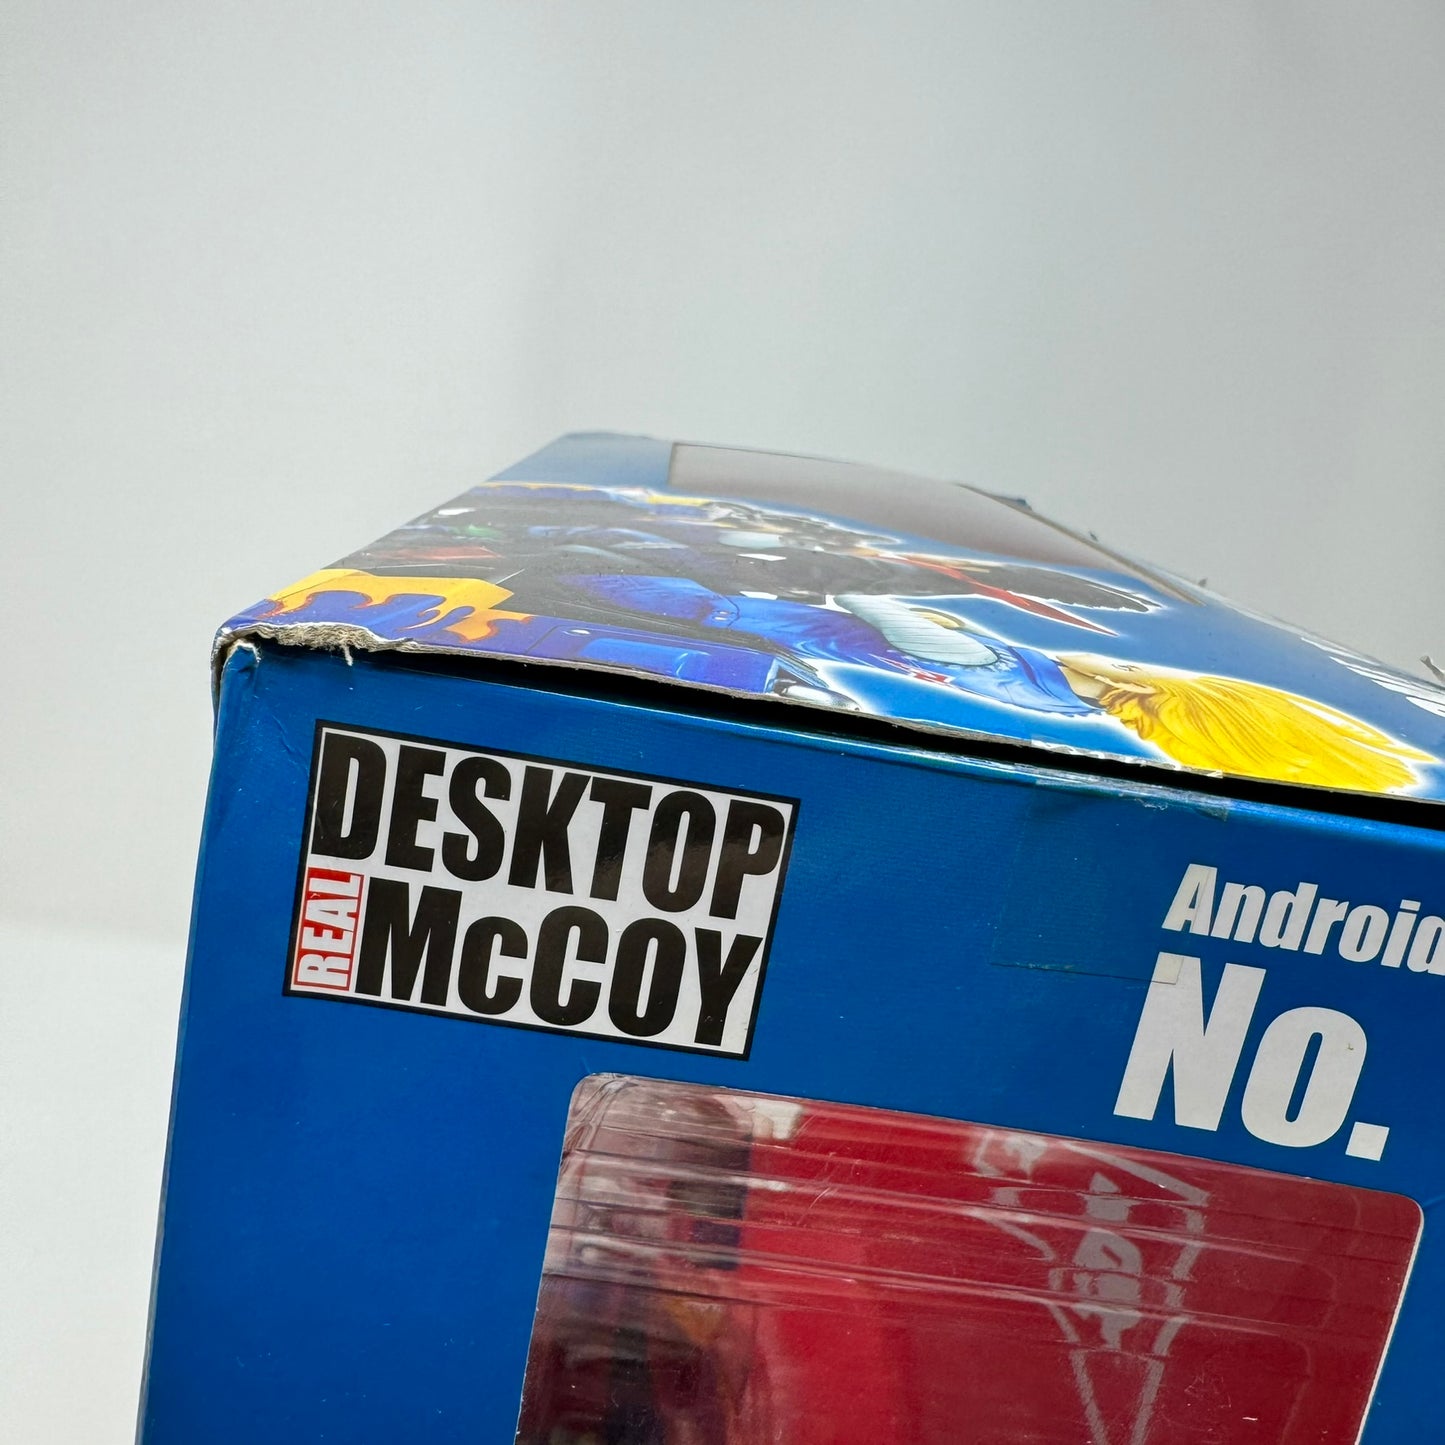 DESKTOP
REAL McCOY
Android
No.